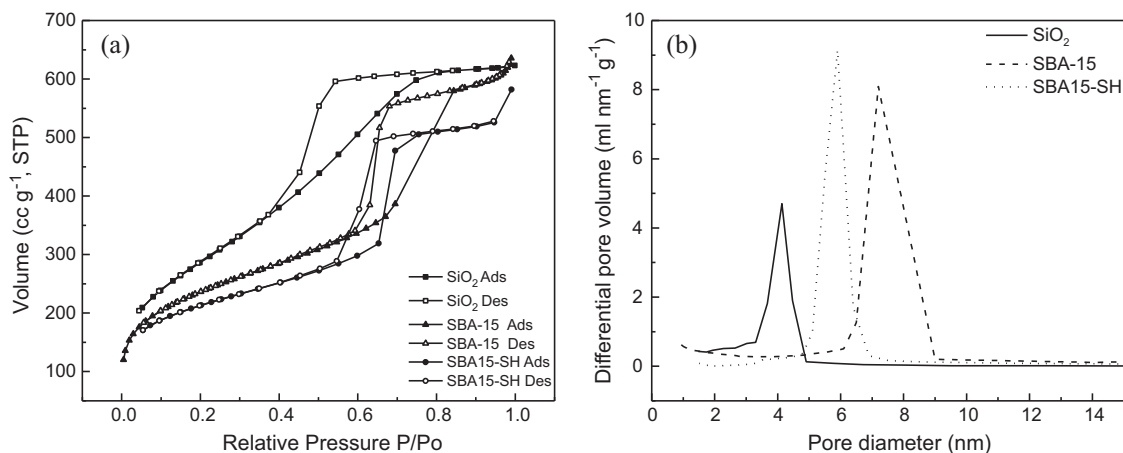 (a)
700
600
500
400
300
200
100
Volume (cc g⁻¹, STP)
0.0 0.2 0.4 0.6 0.8 1.0
Relative Pressure P/Po
SiO₂ Ads
SiO₂ Des
SBA-15 Ads
SBA-15 Des
SBA15-SH Ads
SBA15-SH Des
(b)
10
8
6
4
2
0
Differential pore volume (ml nm⁻¹ g⁻¹)
0 2 4 6 8 10 12 14
Pore diameter (nm)
SiO₂
SBA-15
SBA15-SH